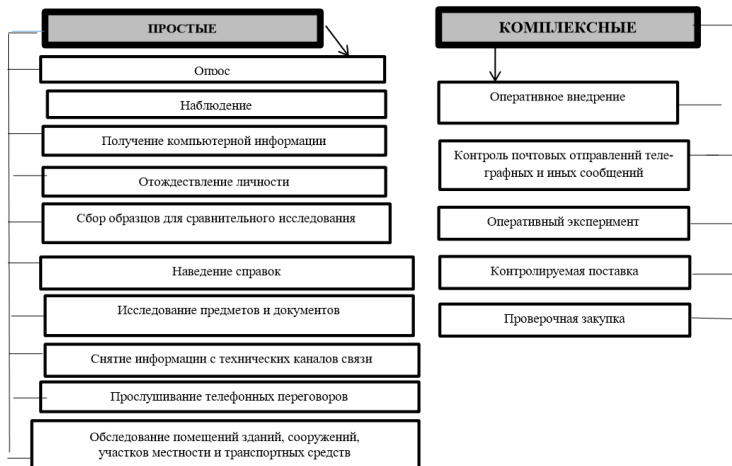 ПРОСТЫЕ
Опрос
Наблюдение
Получение компьютерной информации
Отождествление личности
Сбор образцов для сравнительного исследования
Наведение справок
Исследование предметов и документов
Снятие информации с технических каналов связи
Прослушивание телефонных переговоров
Обследование помещений зданий, сооружений,
участков местности и транспортных средств
КОМПЛЕКСНЫЕ
Оперативное внедрение
Контроль почтовых отправлений теле-
графных и иных сообщений
Оперативный эксперимент
Контролируемая поставка
Проверочная закупка